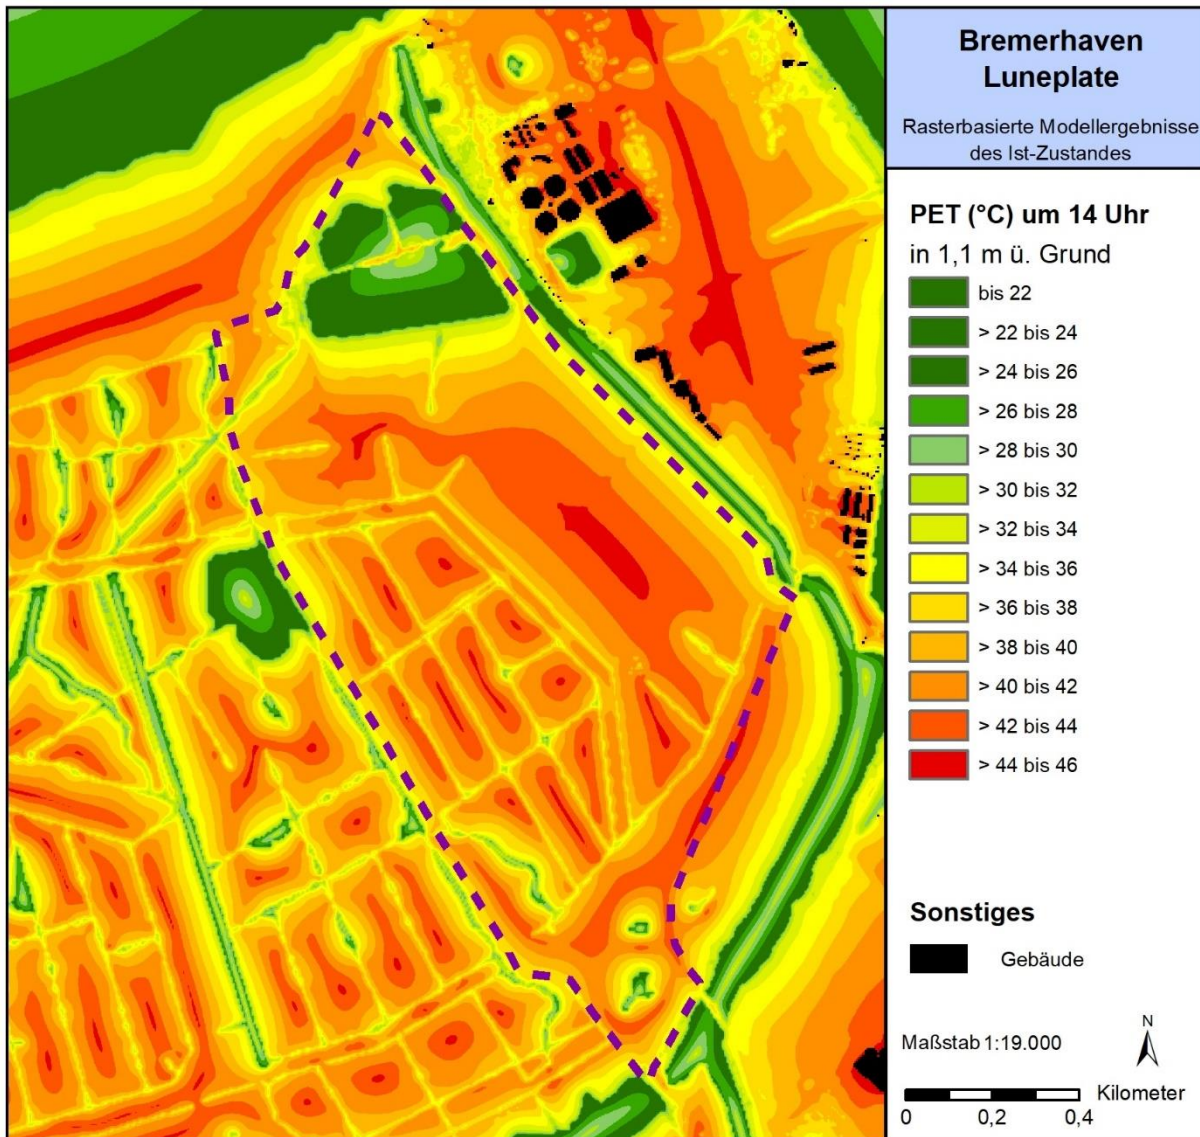 Bremerhaven
Luneplate
Rasterbasierte Modellergebnisse
des Ist-Zustandes
PET (°C) um 14 Uhr
in 1,1 m ü. Grund
bis 22
> 22 bis 24
> 24 bis 26
> 26 bis 28
> 28 bis 30
> 30 bis 32
> 32 bis 34
> 34 bis 36
> 36 bis 38
> 38 bis 40
> 40 bis 42
> 42 bis 44
> 44 bis 46
Sonstiges
Gebäude
N
Maßstab 1:19.000
Kilometer
0 0,2 0,4